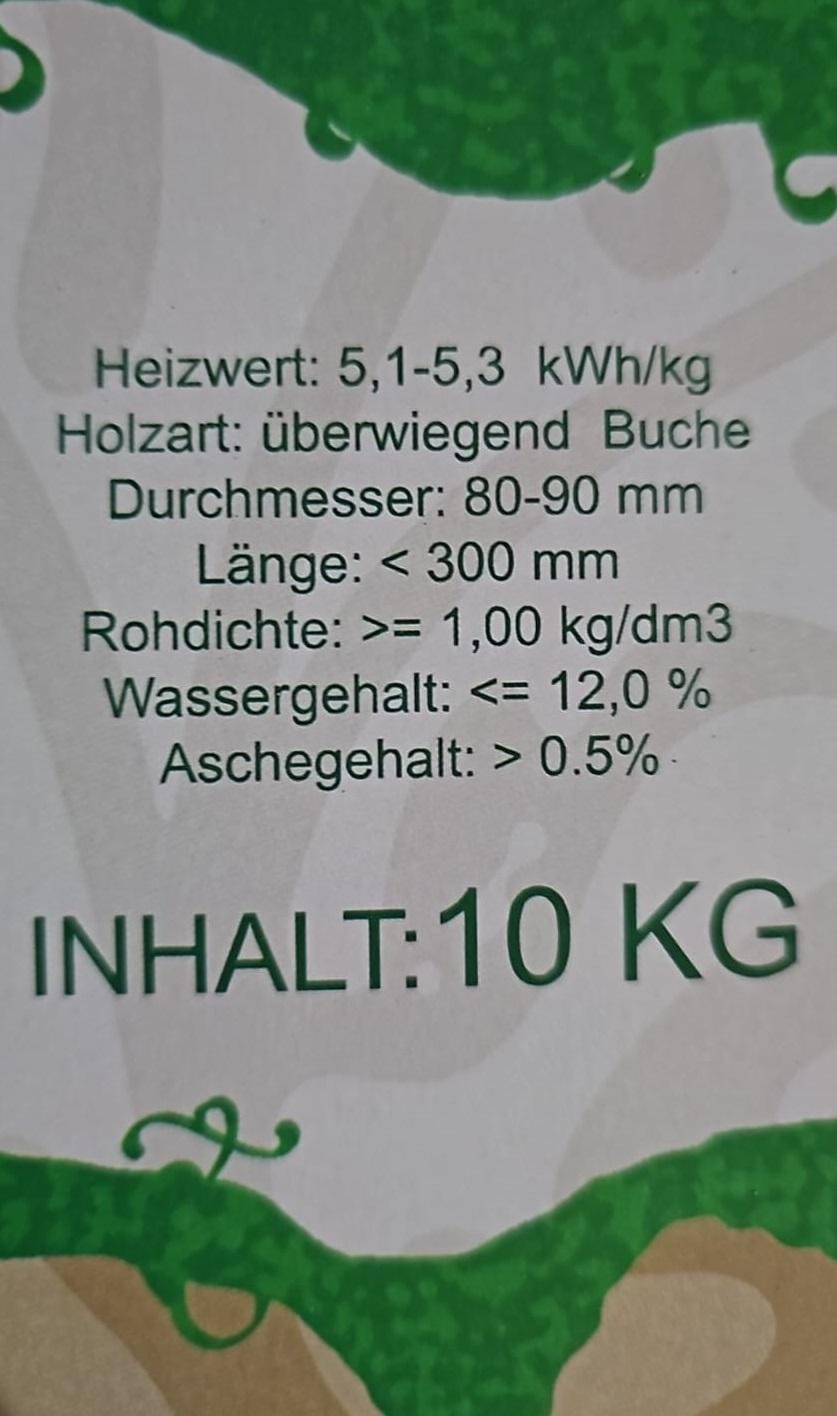 Heizwert: 5,1-5,3 kWh/kg
Holzart: überwiegend Buche
Durchmesser: 80-90 mm
Länge: < 300 mm
Rohdichte: >= 1,00 kg/dm3
Wassergehalt: <= 12,0 %
Aschegehalt: > 0.5%
INHALT:10 KG